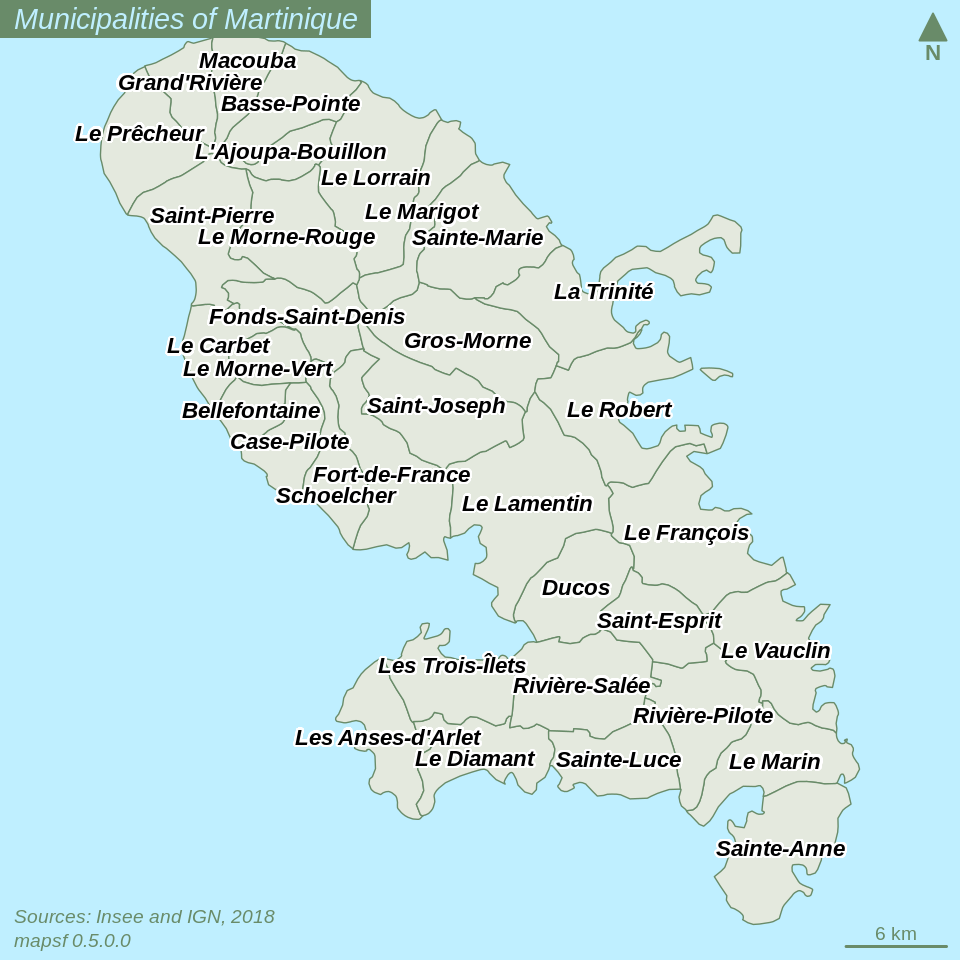 Municipalities of Martinique
N
Macouba
Grand'Rivière
Basse-Pointe
Le Prêcheur
L'Ajoupa-Bouillon
Le Lorrain
Le Marigot
Saint-Pierre
Le Morne-Rouge
Sainte-Marie
La Trinité
Fonds-Saint-Denis
Gros-Morne
Le Carbet
Le Morne-Vert
Saint-Joseph
Bellefontaine
Le Robert
Case-Pilote
Fort-de-France
Schoelcher
Le Lamentin
Le François
Ducos
Saint-Esprit
Le Vauclin
Les Trois-Îlets
Rivière-Salée
Rivière-Pilote
Les Anses-d'Arlet
Le Diamant
Sainte-Luce
Le Marin
Sainte-Anne
Sources: Insee and IGN, 2018
mapsf 0.5.0.0
6 km